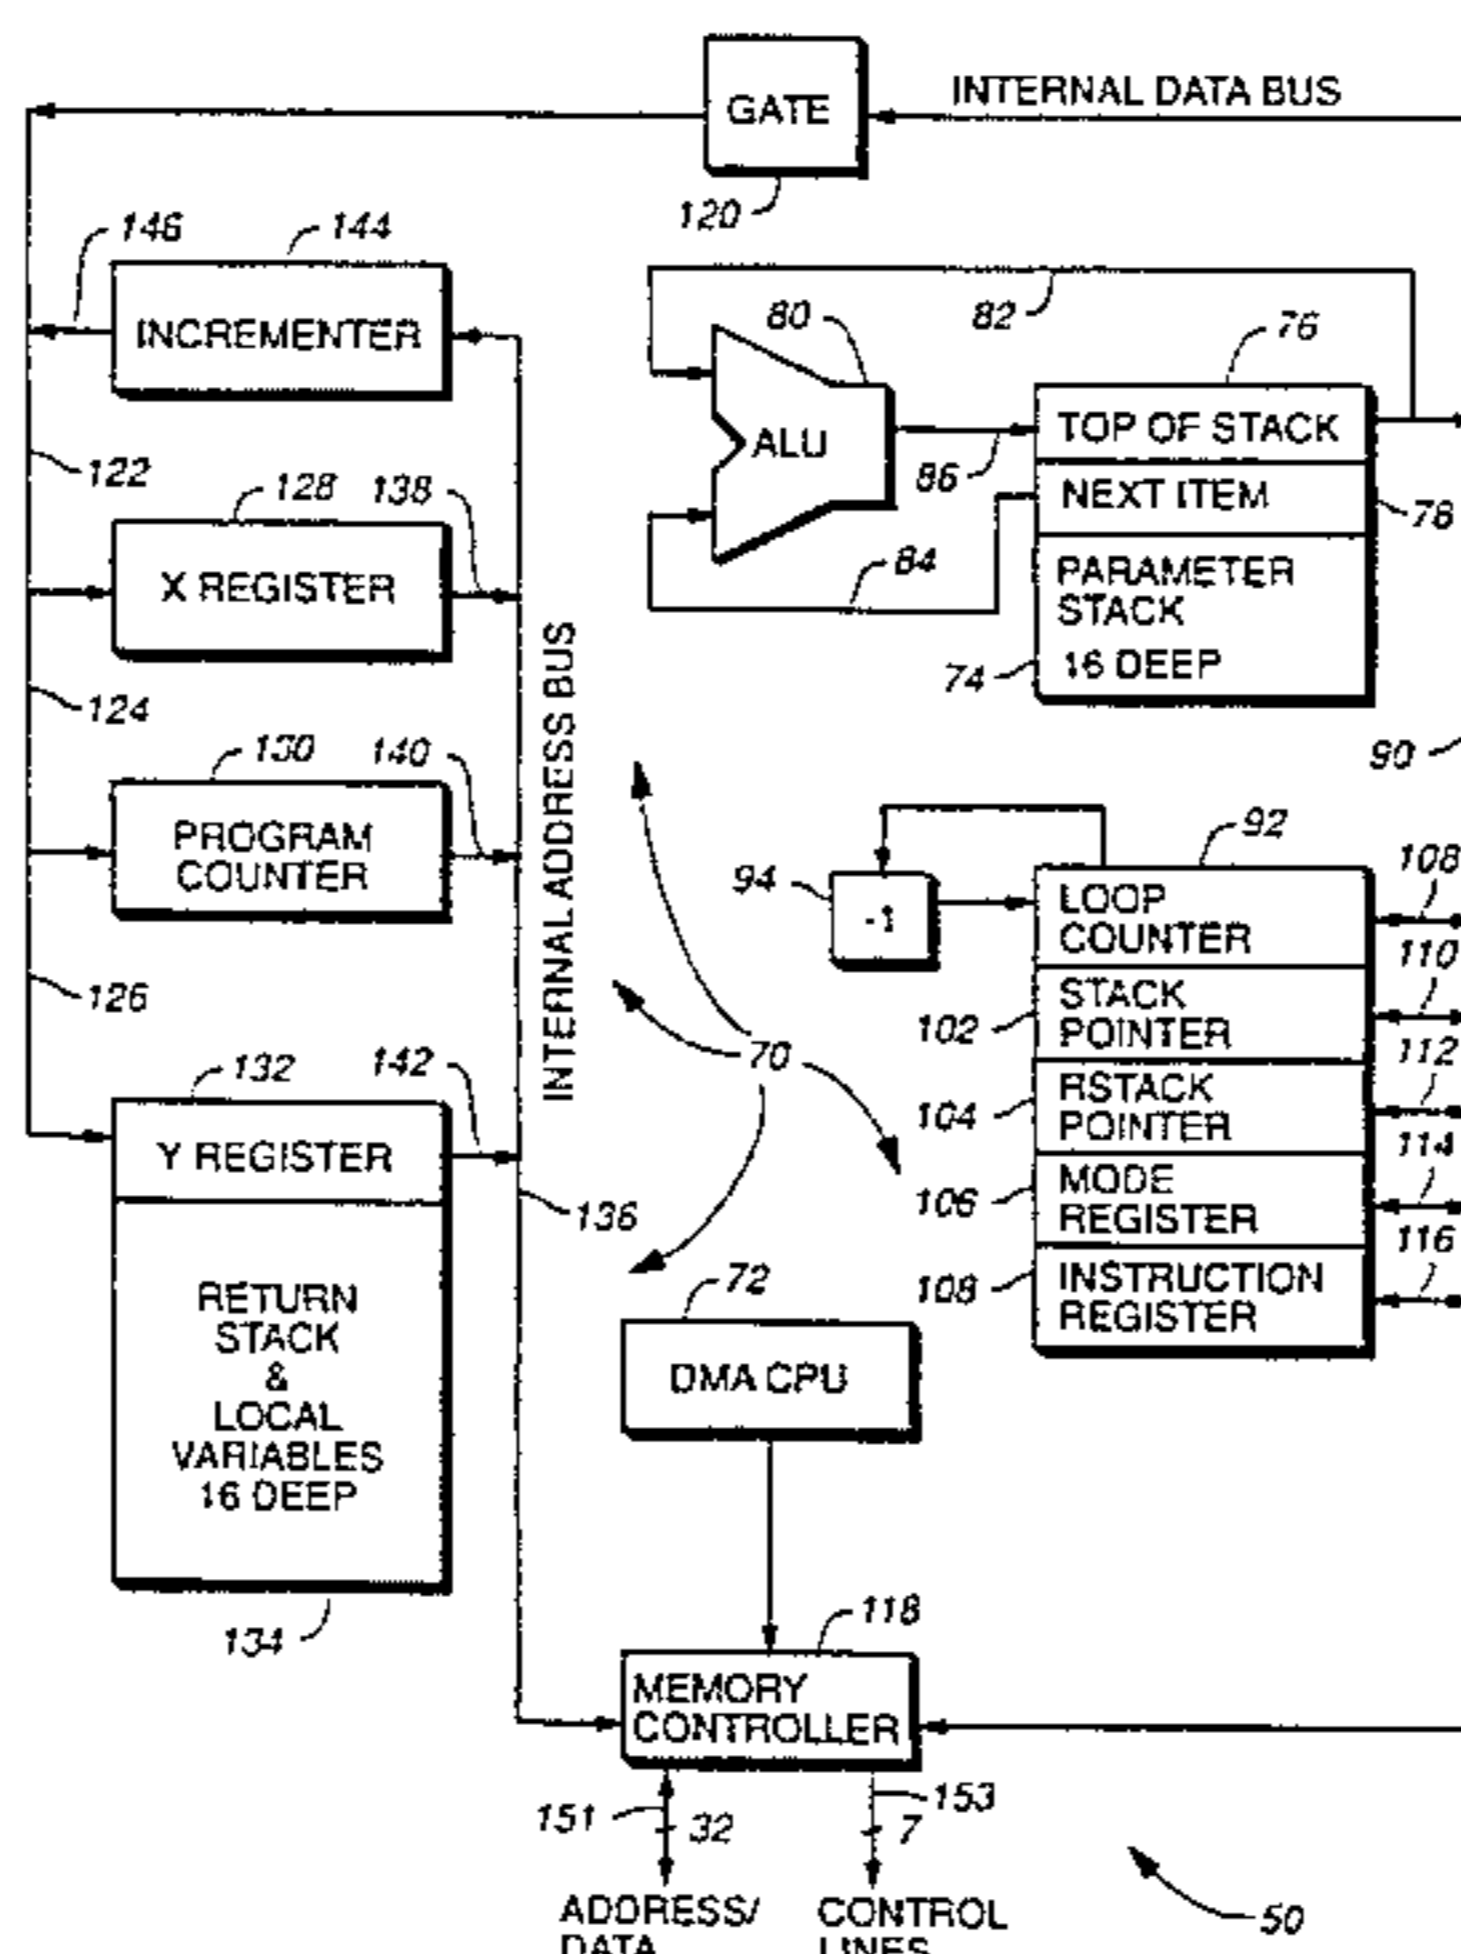 GATE
INTERNAL DATA BUS
120
146
144
INCREMENTER
82
80
76
ALU
TOP OF STACK
86
NEXT ITEM
78
122
128
138
X REGISTER
84
PARAMETER
STACK
16 DEEP
74
124
INTERNAL ADDRESS BUS
130
140
90
PROGRAM
COUNTER
92
94
-1
LOOP
COUNTER
108
110
126
102
STACK
POINTER
112
70
132
142
104
RSTACK
POINTER
114
Y REGISTER
106
MODE
REGISTER
116
136
72
108
INSTRUCTION
REGISTER
RETURN
STACK
&
LOCAL
VARIABLES
16 DEEP
DMA CPU
134
118
MEMORY
CONTROLLER
151
32
153
7
ADDRESS/
DATA
CONTROL
LINES
50